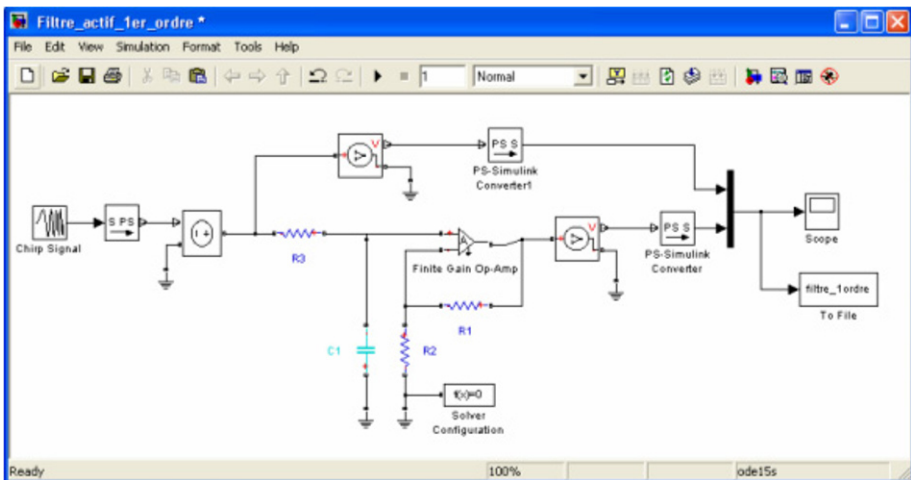 Filtre_actif_1er_ordre *
File Edit View Simulation Format Tools Help
1 Normal
V
PS S
PS-Simulink
Converter1
Chirp Signal
S PS
R3
Finite Gain Op-Amp
V
PS S
PS-Simulink
Converter
Scope
filtre_1ordre
To File
R1
C1
R2
f(x)=0
Solver
Configuration
Ready 100% ode15s